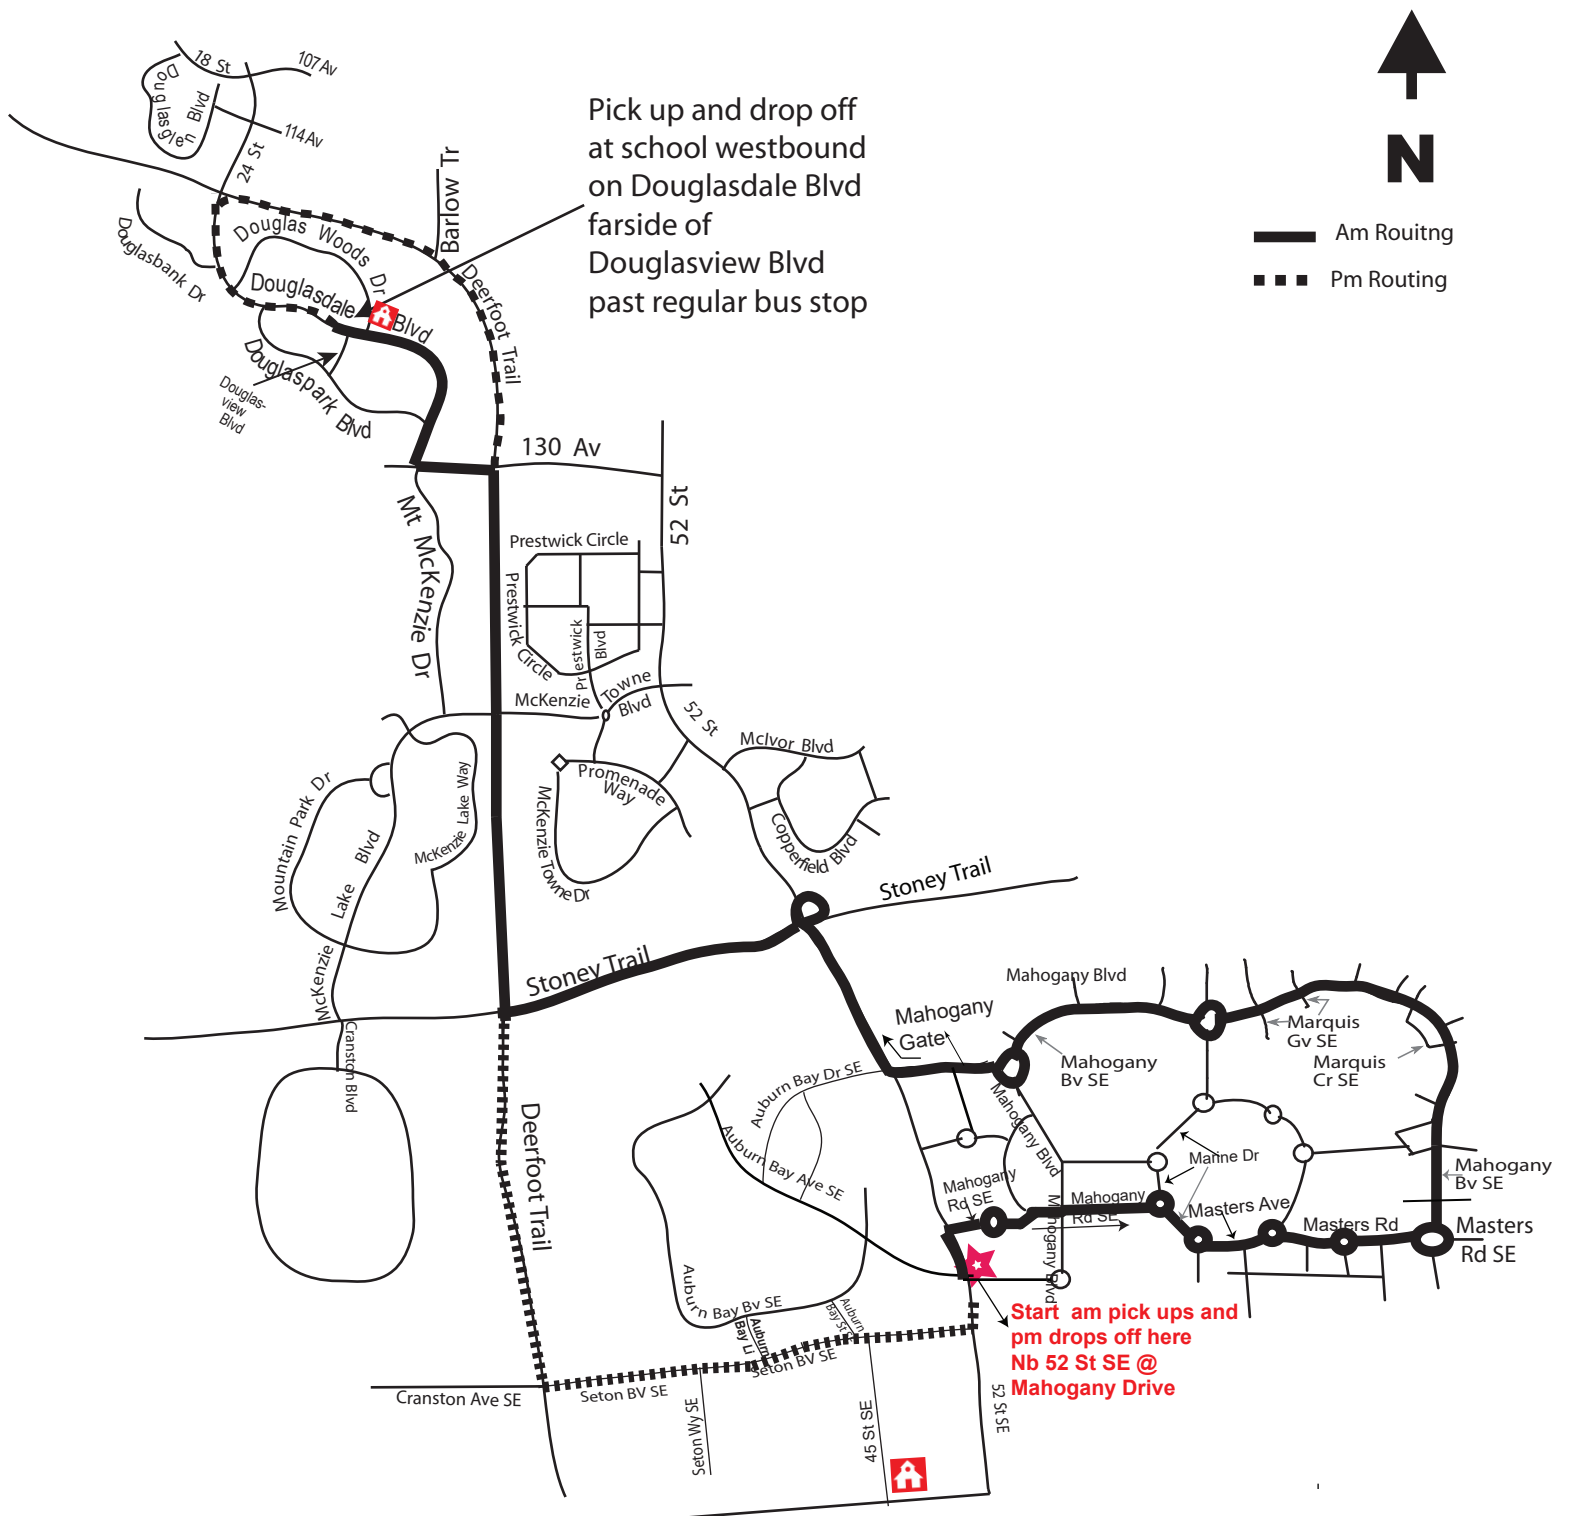 18 St
107 Av
Douglasglen
Blvd
114 Av
24 St
Pick up and drop off
at school westbound
on Douglasdale Blvd
farside of
Douglasview Blvd
past regular bus stop
N
Am Rouitng
Pm Routing
Barlow Tr
Douglas Woods Dr
Douglasbank Dr
Douglasdale
Blvd
Deerfoot Trail
Douglaspark Blvd
Douglas-
view
Blvd
130 Av
52 St
Mt McKenzie Dr
Prestwick Circle
Prestwick Circle
Prestwick
Blvd
McKenzie
Towne
Blvd
52 St
McIvor Blvd
Promenade
Way
McKenzie Towne Dr
Copperfield Blvd
Mountain Park Dr
McKenzie Lake Way
McKenzie Lake Blvd
Stoney Trail
Stoney Trail
Cranston Blvd
Mahogany
Gate
Mahogany Blvd
Mahogany
Bv SE
Marquis
Gv SE
Marquis
Cr SE
Auburn Bay Dr SE
Auburn Bay Ave SE
Mahogany Blvd
Deerfoot Trail
Mahogany
Rd SE
Mahogany
Rd SE
Mahogany Blvd
Marine Dr
Masters Ave
Masters Rd
Mahogany
Bv SE
Masters
Rd SE
Auburn Bay Bv SE
Auburn
Bay Li
Auburn
Bay St SE
Start am pick ups and
pm drops off here
Nb 52 St SE @
Mahogany Drive
Seton BV SE
Seton BV SE
Cranston Ave SE
Seton Wy SE
45 St SE
52 St SE